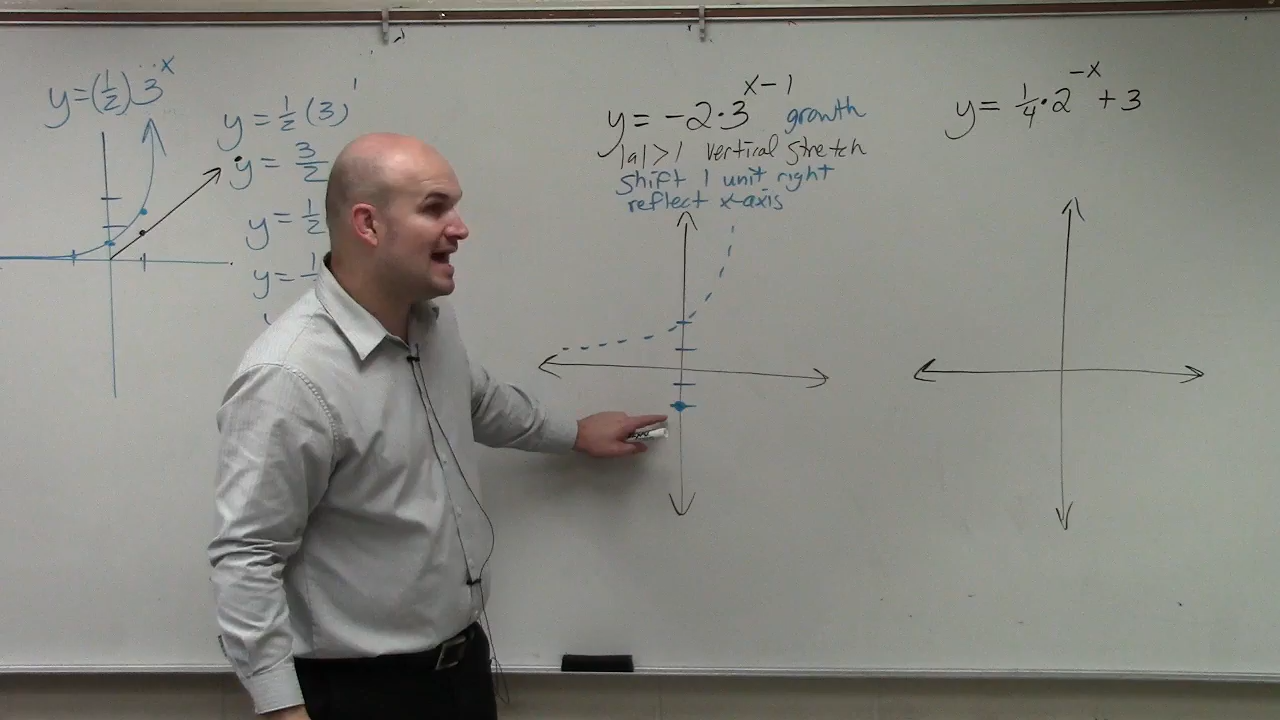 y=(1/2)3^x
y=1/2(3)^1
y=3/2
y=1/2
y=1/
y=-2·3^x-1 growth
|a|>1 vertical stretch
shift 1 unit right
reflect x-axis
y=1/4·2^-x+3